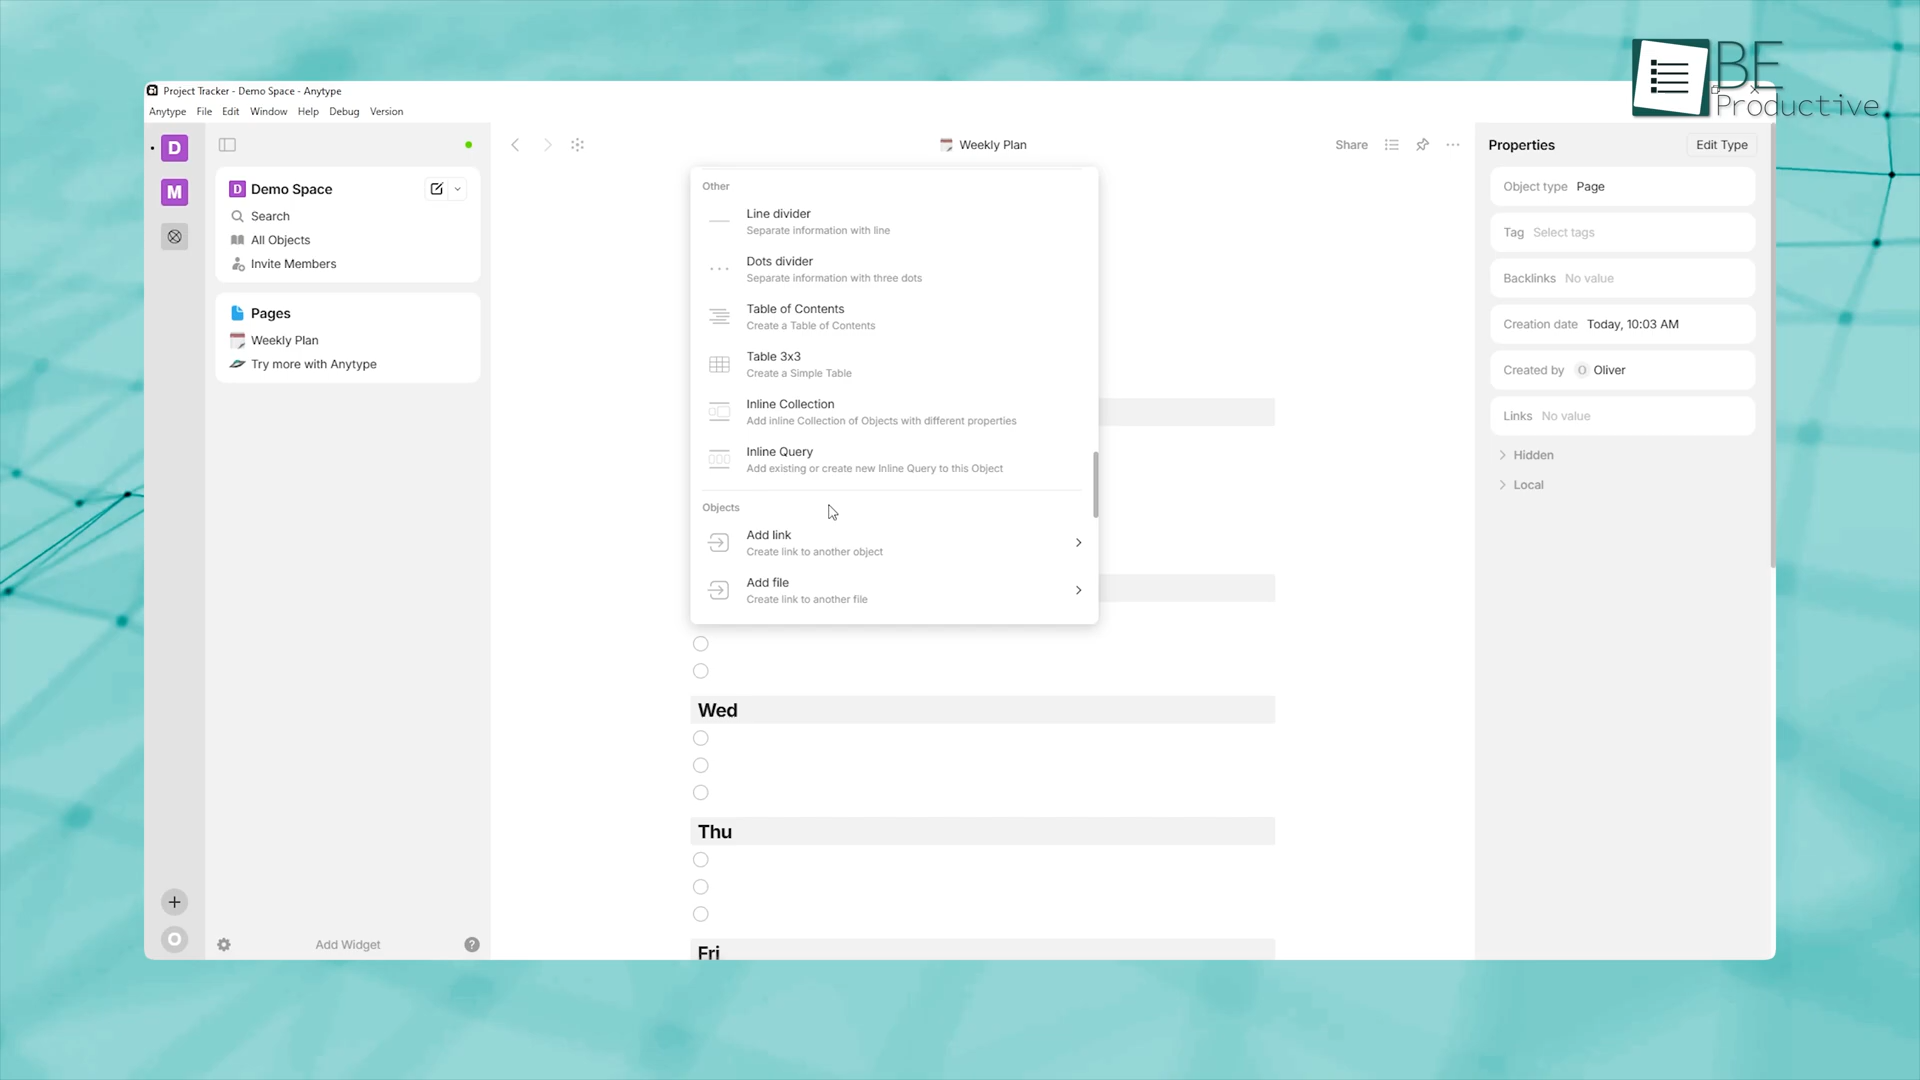 BE
Productive
Project Tracker - Demo Space - Anytype
Anytype File Edit Window Help Debug Version
D
M
D Demo Space
Search
All Objects
Invite Members
Pages
Weekly Plan
Try more with Anytype
O
Add Widget
?
Weekly Plan
Share
Other
Line divider
Separate information with line
Dots divider
Separate information with three dots
Table of Contents
Create a Table of Contents
Table 3x3
Create a Simple Table
Inline Collection
Add inline Collection of Objects with different properties
Inline Query
Add existing or create new Inline Query to this Object
Objects
Add link
Create link to another object
Add file
Create link to another file
Wed
Thu
Fri
Properties
Edit Type
Object type Page
Tag Select tags
Backlinks No value
Creation date Today, 10:03 AM
Created by O Oliver
Links No value
Hidden
Local